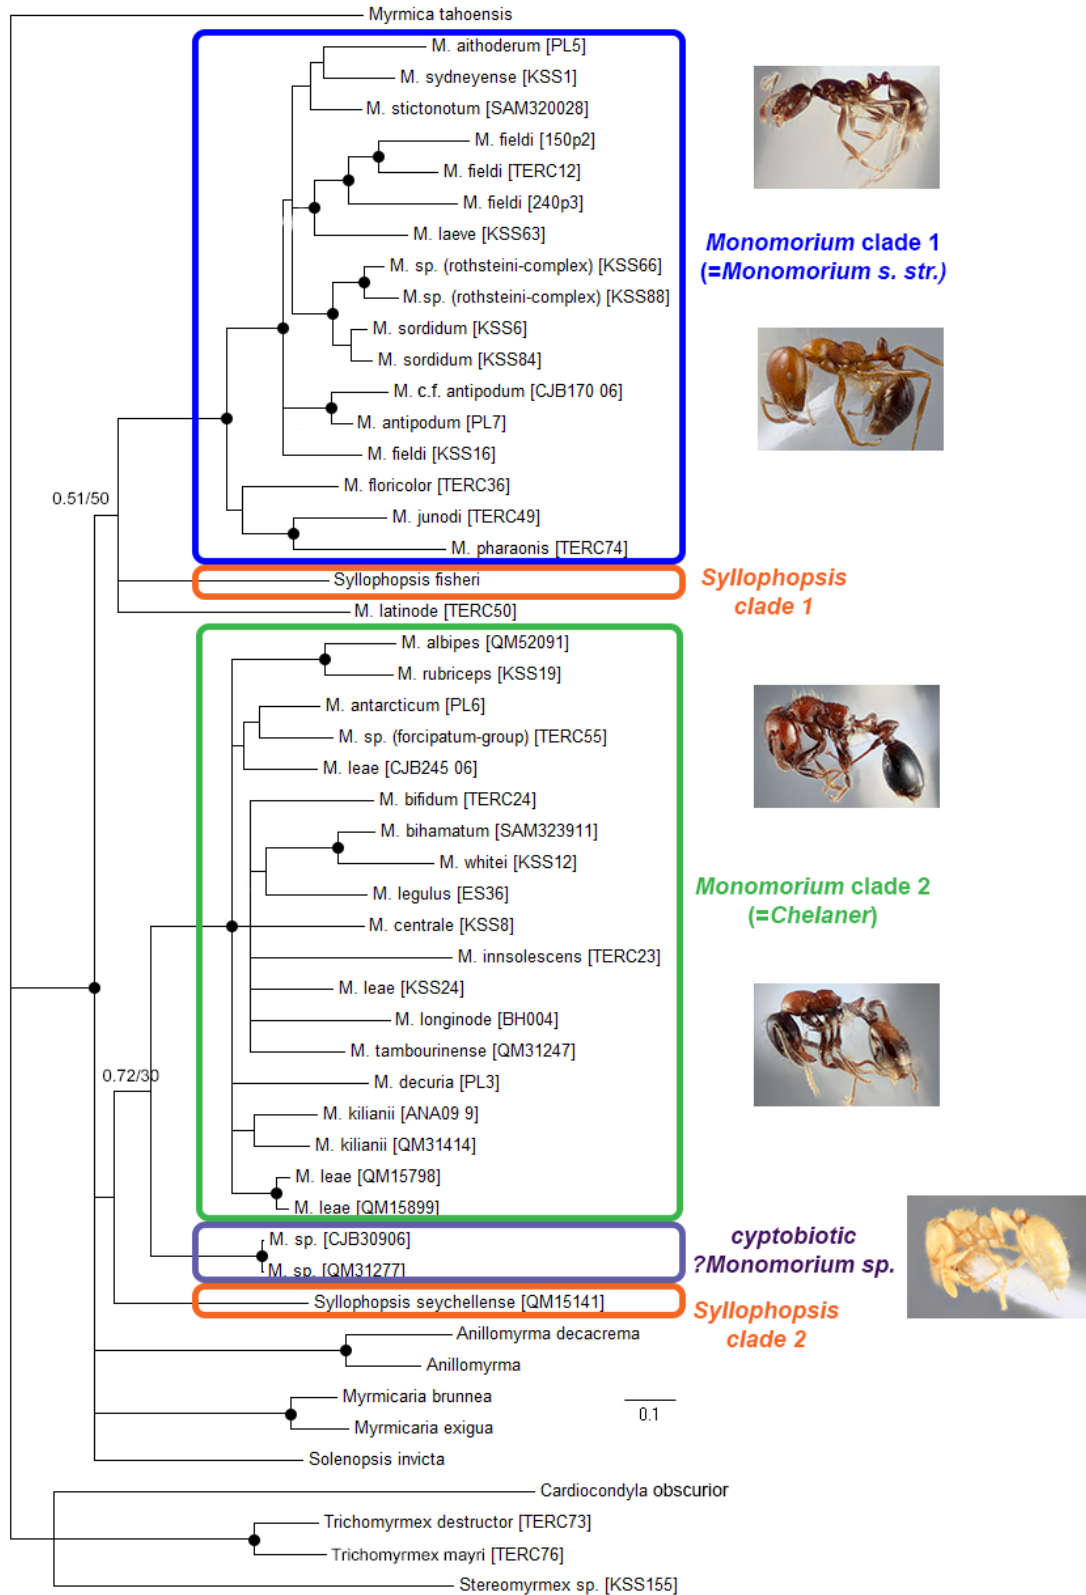 Myrmica tahoensis
M. aithoderum [PL5]
M. sydneyense [KSS1]
M. stictonotum [SAM320028]
M. fieldi [150p2]
M. fieldi [TERC12]
M. fieldi [240p3]
M. laeve [KSS63]
M. sp. (rothsteini-complex) [KSS66]
M.sp. (rothsteini-complex) [KSS88]
M. sordidum [KSS6]
M. sordidum [KSS84]
M. c.f. antipodum [CJB170 06]
M. antipodum [PL7]
M. fieldi [KSS16]
M. floricolor [TERC36]
M. junodi [TERC49]
M. pharaonis [TERC74]
Monomorium clade 1
(=Monomorium s. str.)
0.51/50
Syllophopsis fisheri
Syllophopsis
clade 1
M. latinode [TERC50]
M. albipes [QM52091]
M. rubriceps [KSS19]
M. antarcticum [PL6]
M. sp. (forcipatum-group) [TERC55]
M. leae [CJB245 06]
M. bifidum [TERC24]
M. bihamatum [SAM323911]
M. whitei [KSS12]
M. legulus [ES36]
M. centrale [KSS8]
M. innsolescens [TERC23]
M. leae [KSS24]
M. longinode [BH004]
M. tambourinense [QM31247]
M. decuria [PL3]
M. kilianii [ANA09 9]
M. kilianii [QM31414]
M. leae [QM15798]
M. leae [QM15899]
Monomorium clade 2
(=Chelaner)
0.72/30
M. sp. [CJB30906]
M. sp. [QM31277]
cyptobiotic
?Monomorium sp.
Syllophopsis seychellense [QM15141]
Syllophopsis
clade 2
Anillomyrma decacrema
Anillomyrma
Myrmicaria brunnea
Myrmicaria exigua
0.1
Solenopsis invicta
Cardiocondyla obscurior
Trichomyrmex destructor [TERC73]
Trichomyrmex mayri [TERC76]
Stereomyrmex sp. [KSS155]